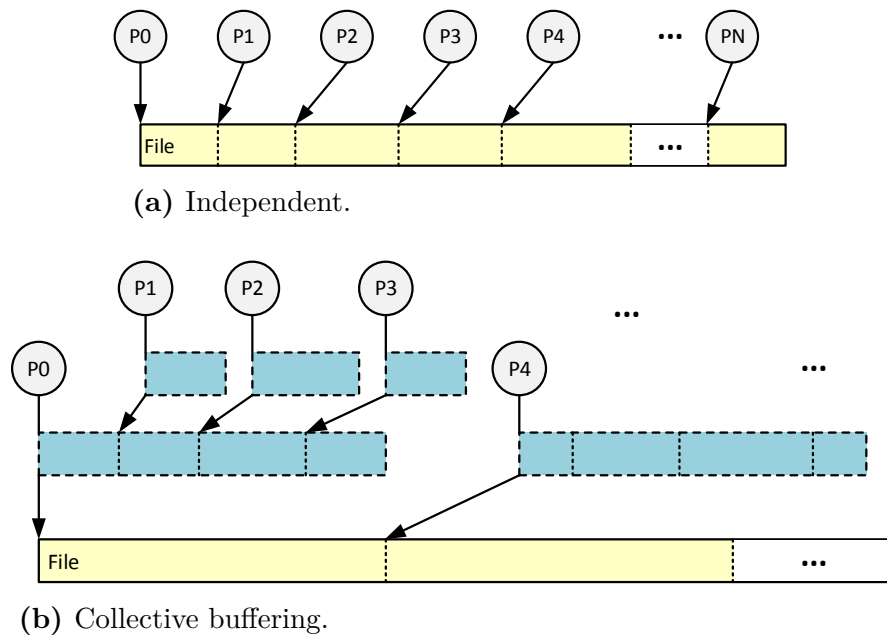 P0 P1 P2 P3 P4 ... PN
File ...
(a) Independent.
P1 P2 P3 ...
P0 P4 ...
File ...
(b) Collective buffering.